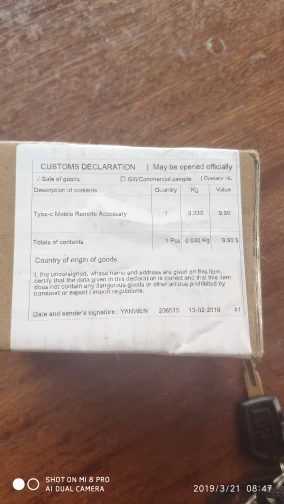 CUSTOMS DECLARATION | May be opened officially
/ Sale of goods ☐ Gift/Commercial sample
Description of contents Quantity Kg Value
Type-c Mobile Remote Accessory 1 0.030 9.90
Totals of contents 1 Pcs 0.030 Kg 9.90 $
Country of origin of goods
I, the undersigned, whose name and address are given on this item,
certify that the data given in this declaration is correct and that this item
does not contain any dangerous goods or other articles prohibited by
transport or export / import regulations.
Date and sender's signature : YANWEN 206515 13-02-2019 #1
SHOT ON MI 8 PRO
AI DUAL CAMERA
2019/3/21 08:47